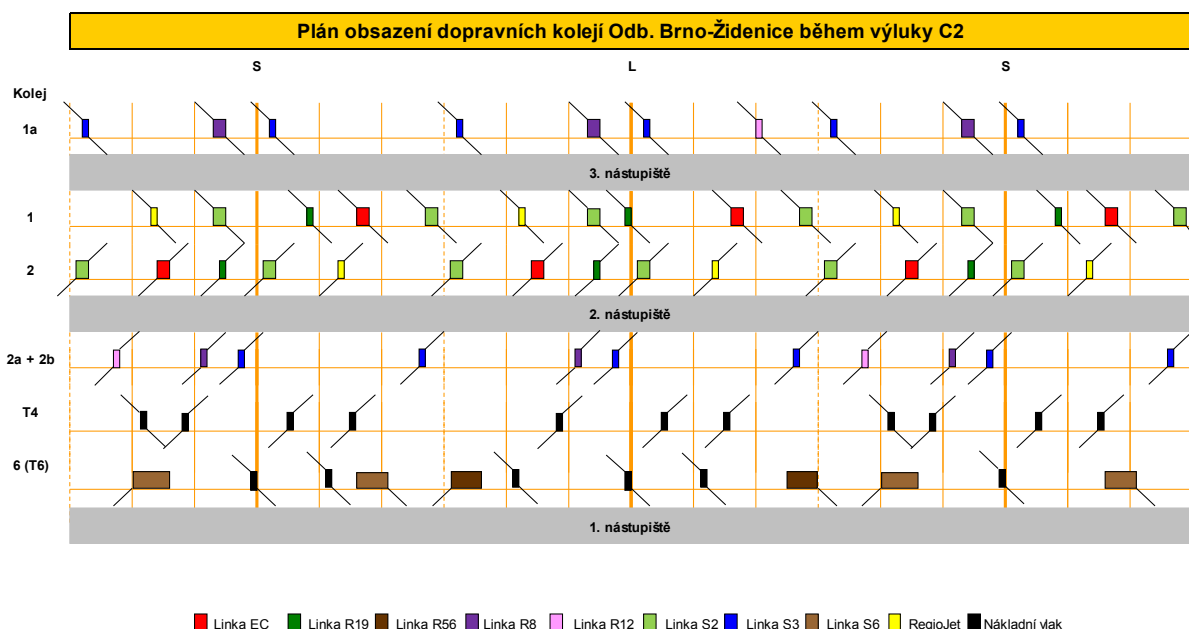 Plán obsazení dopravních kolejí Odb. Brno-Židenice během výluky C2
S L S
Kolej
1a
3. nástupiště
1
2
2. nástupiště
2a + 2b
T4
6 (T6)
1. nástupiště
Linka EC Linka R19 Linka R56 Linka R8 Linka R12 Linka S2 Linka S3 Linka S6 RegioJet Nákladní vlak